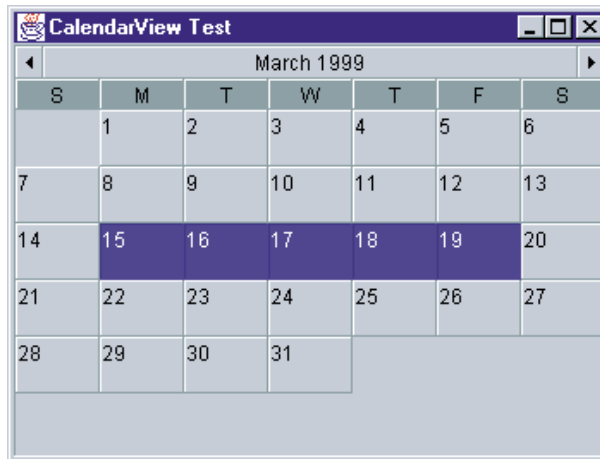 CalendarView Test
March 1999
S M T W T F S
1 2 3 4 5 6
7 8 9 10 11 12 13
14 15 16 17 18 19 20
21 22 23 24 25 26 27
28 29 30 31